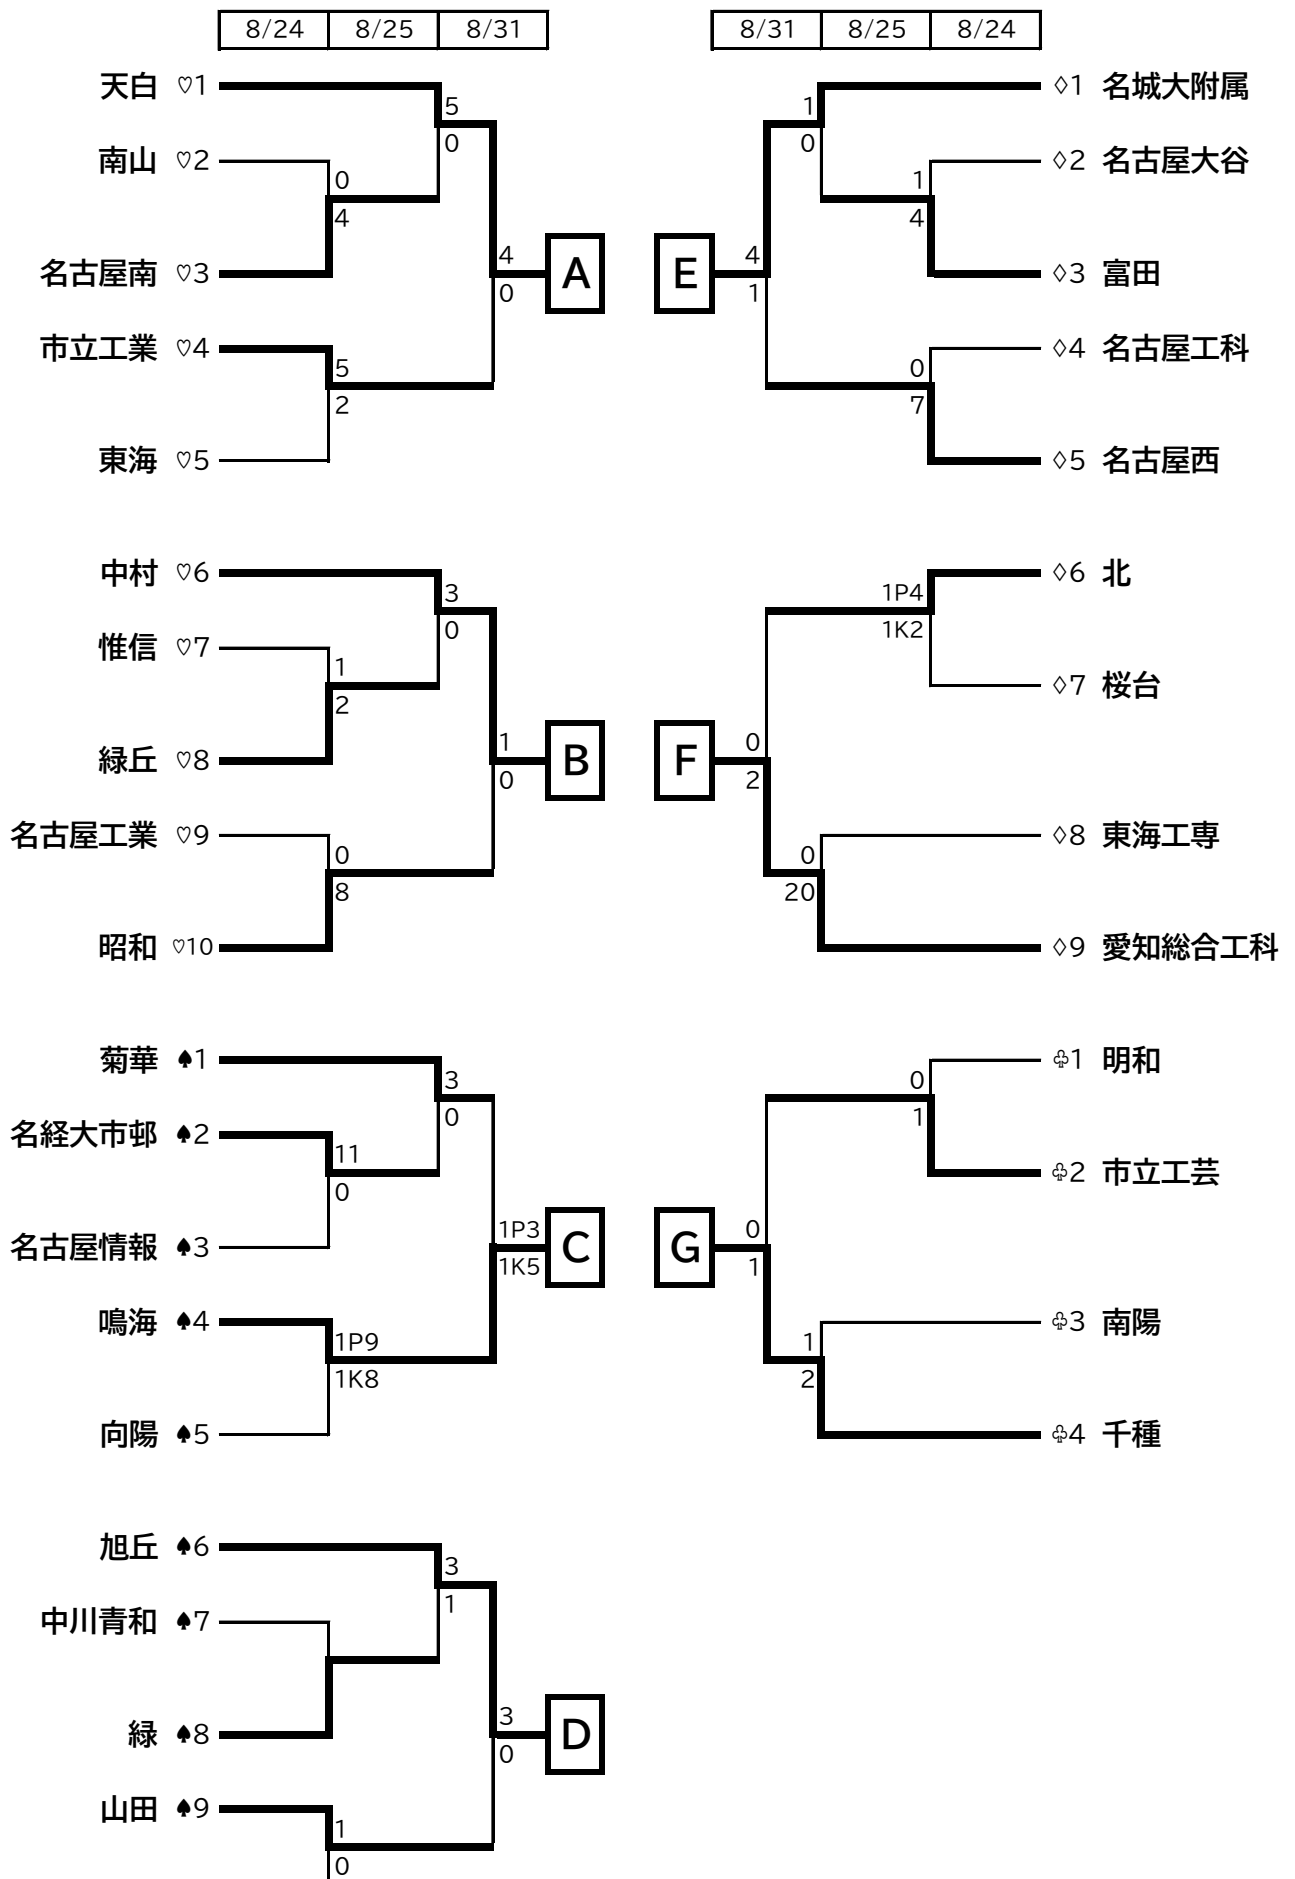 8/24 8/25 8/31
8/31 8/25 8/24
天白 ♡1
5
0
南山 ♡2
0
4
名古屋南 ♡3
4
0
A
市立工業 ♡4
5
2
東海 ♡5
中村 ♡6
3
0
惟信 ♡7
1
2
緑丘 ♡8
1
0
B
名古屋工業 ♡9
0
8
昭和 ♡10
菊華 ♠1
3
0
名経大市邨 ♠2
11
0
名古屋情報 ♠3
1P3
1K5
C
鳴海 ♠4
1P9
1K8
向陽 ♠5
旭丘 ♠6
3
1
中川青和 ♠7
緑 ♠8
3
0
D
山田 ♠9
1
0
♢1 名城大附属
1
0
♢2 名古屋大谷
1
4
♢3 富田
E
4
1
♢4 名古屋工科
0
7
♢5 名古屋西
♢6 北
1P4
1K2
♢7 桜台
F
0
2
♢8 東海工専
0
20
♢9 愛知総合工科
♧1 明和
0
1
♧2 市立工芸
G
0
1
♧3 南陽
1
2
♧4 千種